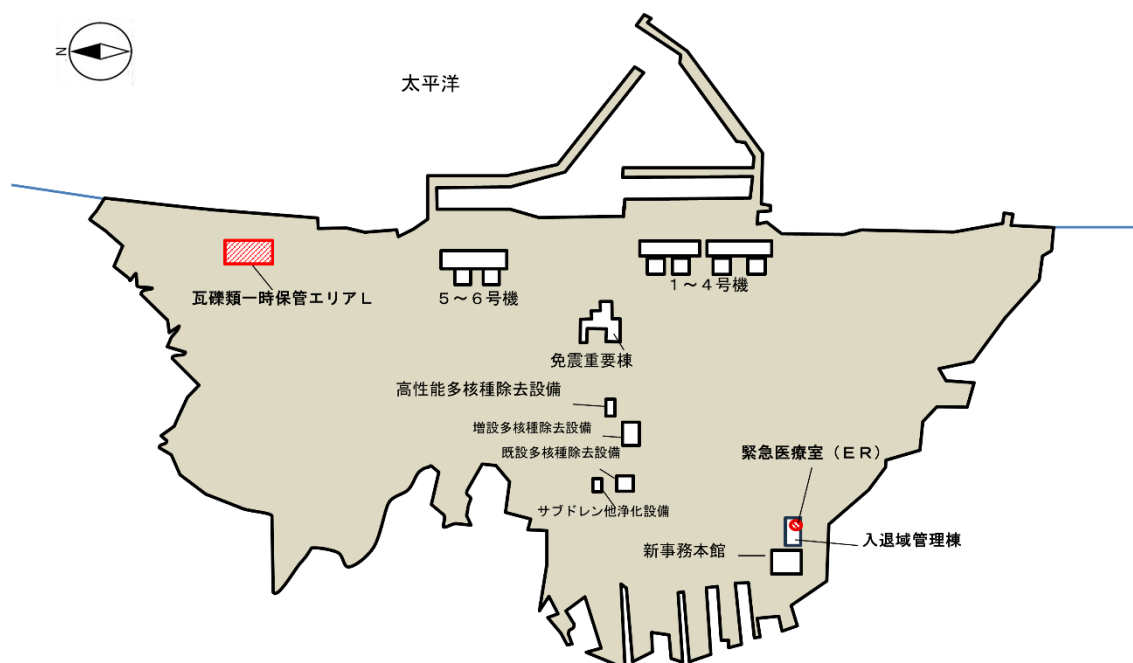 N
太平洋
瓦礫類一時保管エリアL
5～6号機
1～4号機
免震重要棟
高性能多核種除去設備
増設多核種除去設備
既設多核種除去設備
サブドレン他浄化設備
緊急医療室（ER）
入退域管理棟
新事務本館